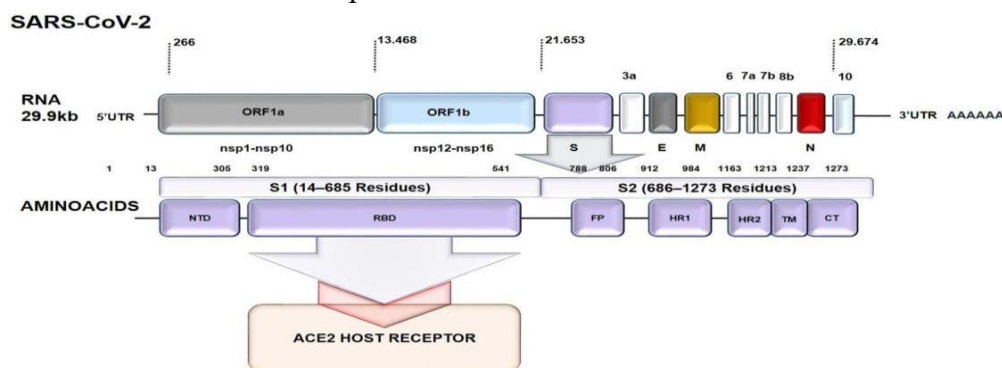 SARS-CoV-2
266 13.468 21.653 29.674
3a 6 7a 7b 8b 10
RNA
29.9kb
5'UTR ORF1a ORF1b 3'UTR AAAAAA
nsp1-nsp10 nsp12-nsp16 S E M N
1 13 305 319 541 788 806 912 984 1163 1213 1237 1273
S1 (14–685 Residues) S2 (686–1273 Residues)
AMINOACIDS NTD RBD FP HR1 HR2 TM CT
ACE2 HOST RECEPTOR